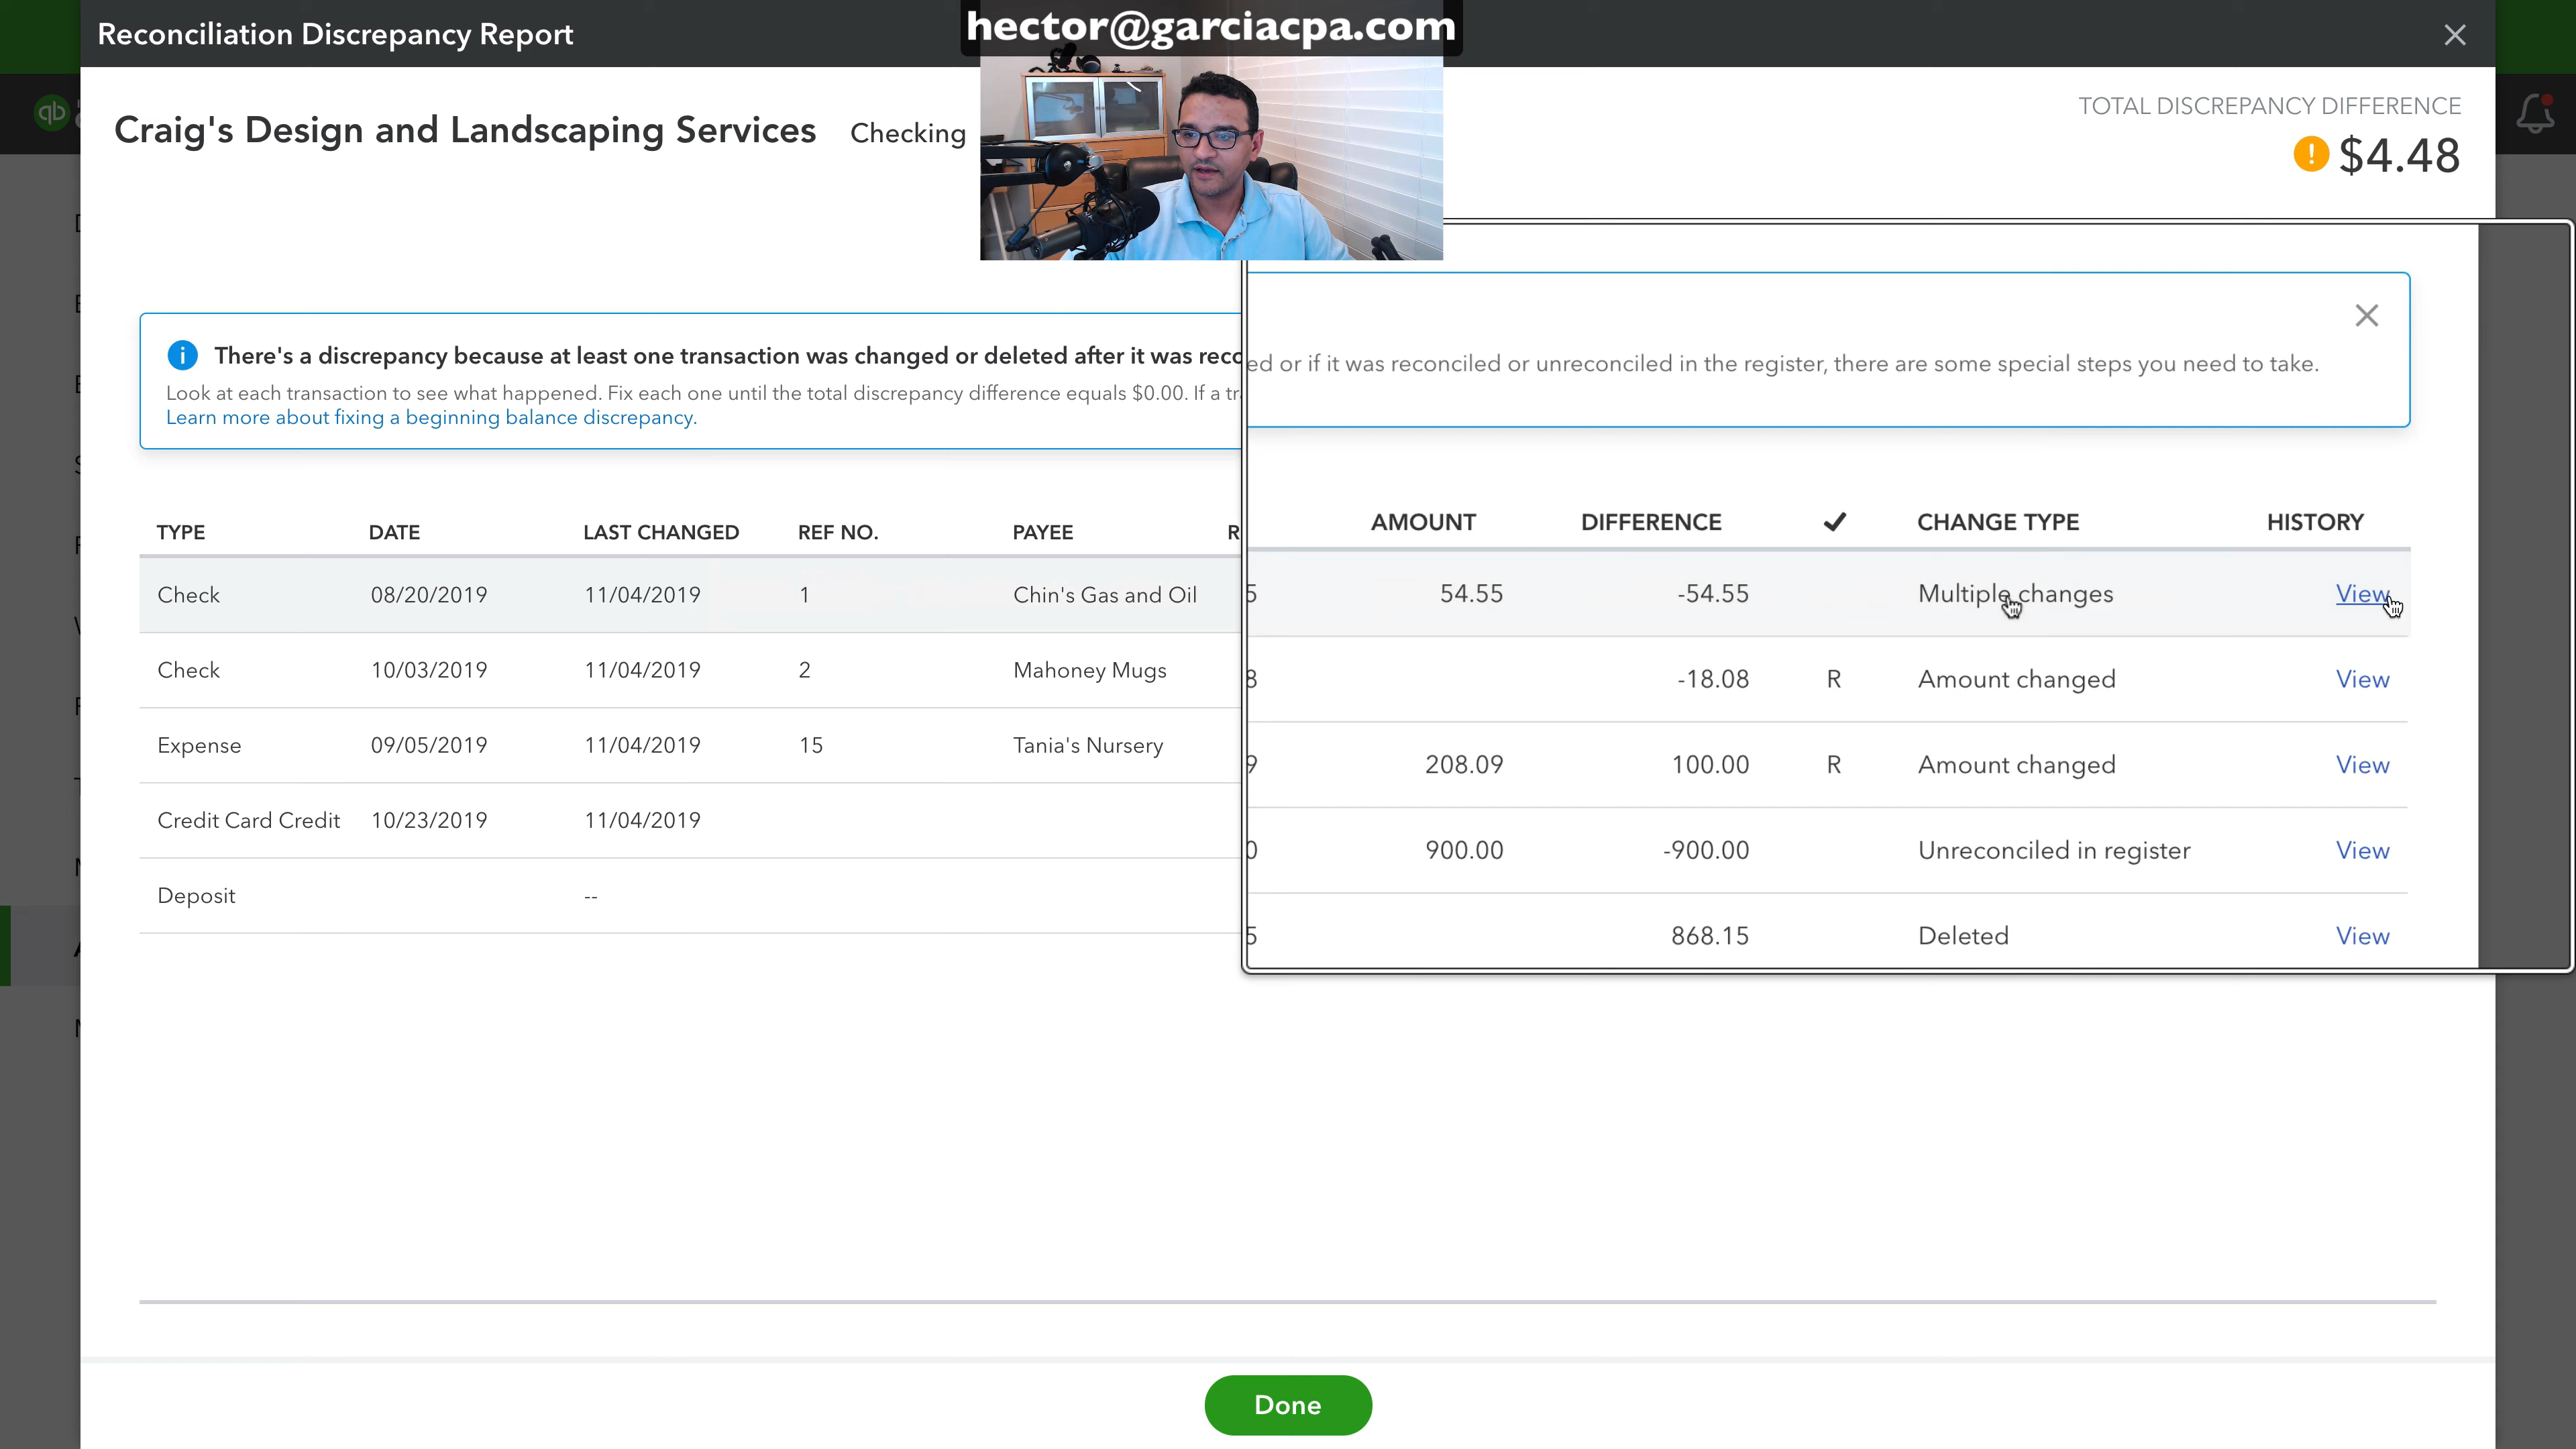 Reconciliation Discrepancy Report
hector@garciacpa.com
qb
Craig's Design and Landscaping Services Checking
TOTAL DISCREPANCY DIFFERENCE
! $4.48
i There's a discrepancy because at least one transaction was changed or deleted after it was
Look at each transaction to see what happened. Fix each one until the total discrepancy difference equals $0.00. If a
ed or if it was reconciled or unreconciled in the register, there are some special steps you need to take.
Learn more about fixing a beginning balance discrepancy.
TYPE DATE LAST CHANGED REF NO. PAYEE R AMOUNT DIFFERENCE ✔ CHANGE TYPE HISTORY
Check 08/20/2019 11/04/2019 1 Chin's Gas and Oil 5 54.55 -54.55 Multiple changes View
Check 10/03/2019 11/04/2019 2 Mahoney Mugs 8 -18.08 R Amount changed View
Expense 09/05/2019 11/04/2019 15 Tania's Nursery 9 208.09 100.00 R Amount changed View
Credit Card Credit 10/23/2019 11/04/2019 0 900.00 -900.00 Unreconciled in register View
Deposit -- 5 868.15 Deleted View
Done